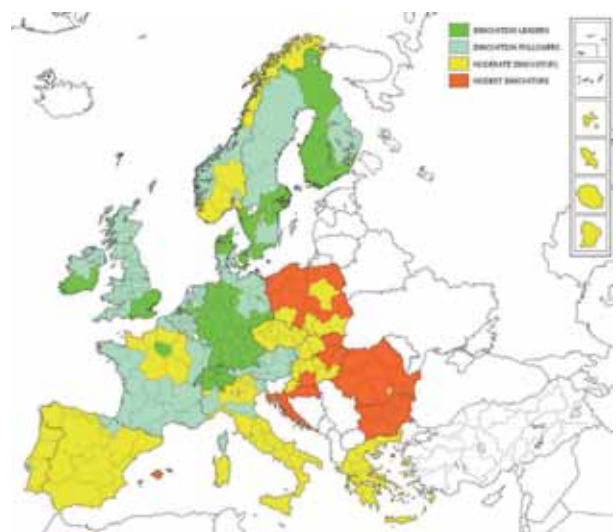 INNOVATION LEADERS
INNOVATION FOLLOWERS
MODERATE INNOVATORS
MODEST INNOVATORS